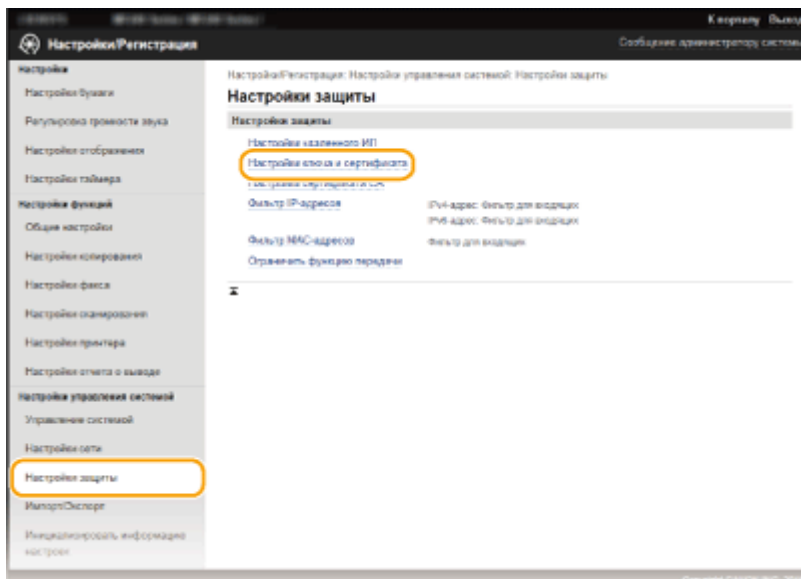 К порталу Выход
Настройки/Регистрация
Сообщение администратору системы
Настройки
Настройки бумаги
Регулировка громкости звука
Настройки отображения
Настройки таймера
Настройки функций
Общие настройки
Настройки копирования
Настройки факса
Настройки сканирования
Настройки принтера
Настройки отчета о выводе
Настройки управления системой
Управление системой
Настройки сети
Настройки защиты
Импорт/Экспорт
Инициализировать информацию
настроек
Настройки/Регистрация: Настройки управления системой: Настройки защиты
Настройки защиты
Настройки защиты
Настройки удаленного ИП
Настройки ключа и сертификата
Настройки сертификата CA
Фильтр IP-адресов
IPv4-адрес: Фильтр для входящих
IPv6-адрес: Фильтр для входящих
Фильтр MAC-адресов
Фильтр для входящих
Ограничить функцию передачи